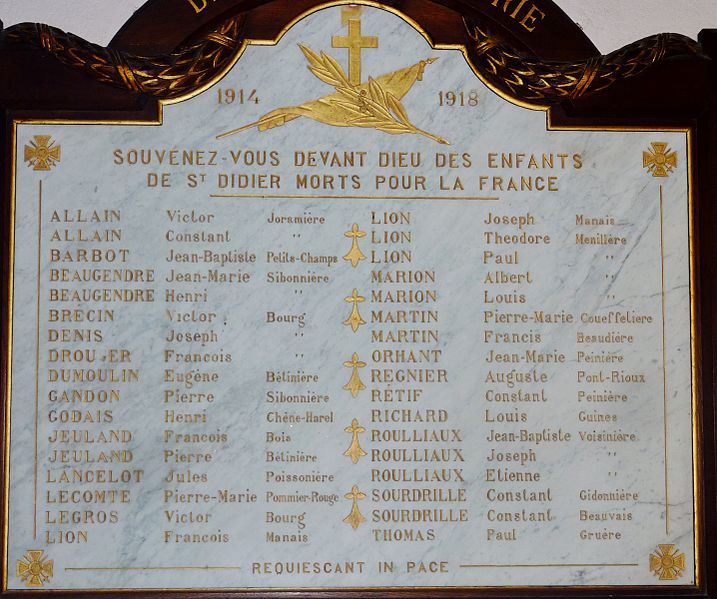 1914 1918
SOUVENEZ-VOUS DEVANT DIEU DES ENFANTS
DE ST DIDIER MORTS POUR LA FRANCE
ALLAIN Victor Joramière
ALLAIN Constant "
BARBOT Jean-Baptiste Petits-Champs
BEAUGENDRE Jean-Marie Sibonnière
BEAUGENDRE Henri "
BRÉCIN Victor Bourg
DENIS Joseph "
DROUYER Francois "
DUMOULIN Eugène Bétinière
GANDON Pierre Sibonnière
GODAIS Henri Chêne-Harel
JEULAND Francois Bois
JEULAND Pierre Bétinière
LANCELOT Jules Poissonière
LECOMTE Pierre-Marie Pommier-Rouge
LEGROS Victor Bourg
LION Francois Manais
LION Joseph Manais
LION Theodore Menillère
LION Paul "
MARION Albert "
MARION Louis "
MARTIN Pierre-Marie Coueffetiere
MARTIN Francis Beaudière
ORHANT Jean-Marie Peinière
REGNIER Auguste Pont-Rioux
RÉTIF Constant Peinière
RICHARD Louis Guines
ROULLIAUX Jean-Baptiste Voisinière
ROULLIAUX Joseph "
ROULLIAUX Etienne "
SOURDRILLE Constant Gidonnière
SOURDRILLE Constant Beauvais
THOMAS Paul Gruère
REQUIESCANT IN PACE